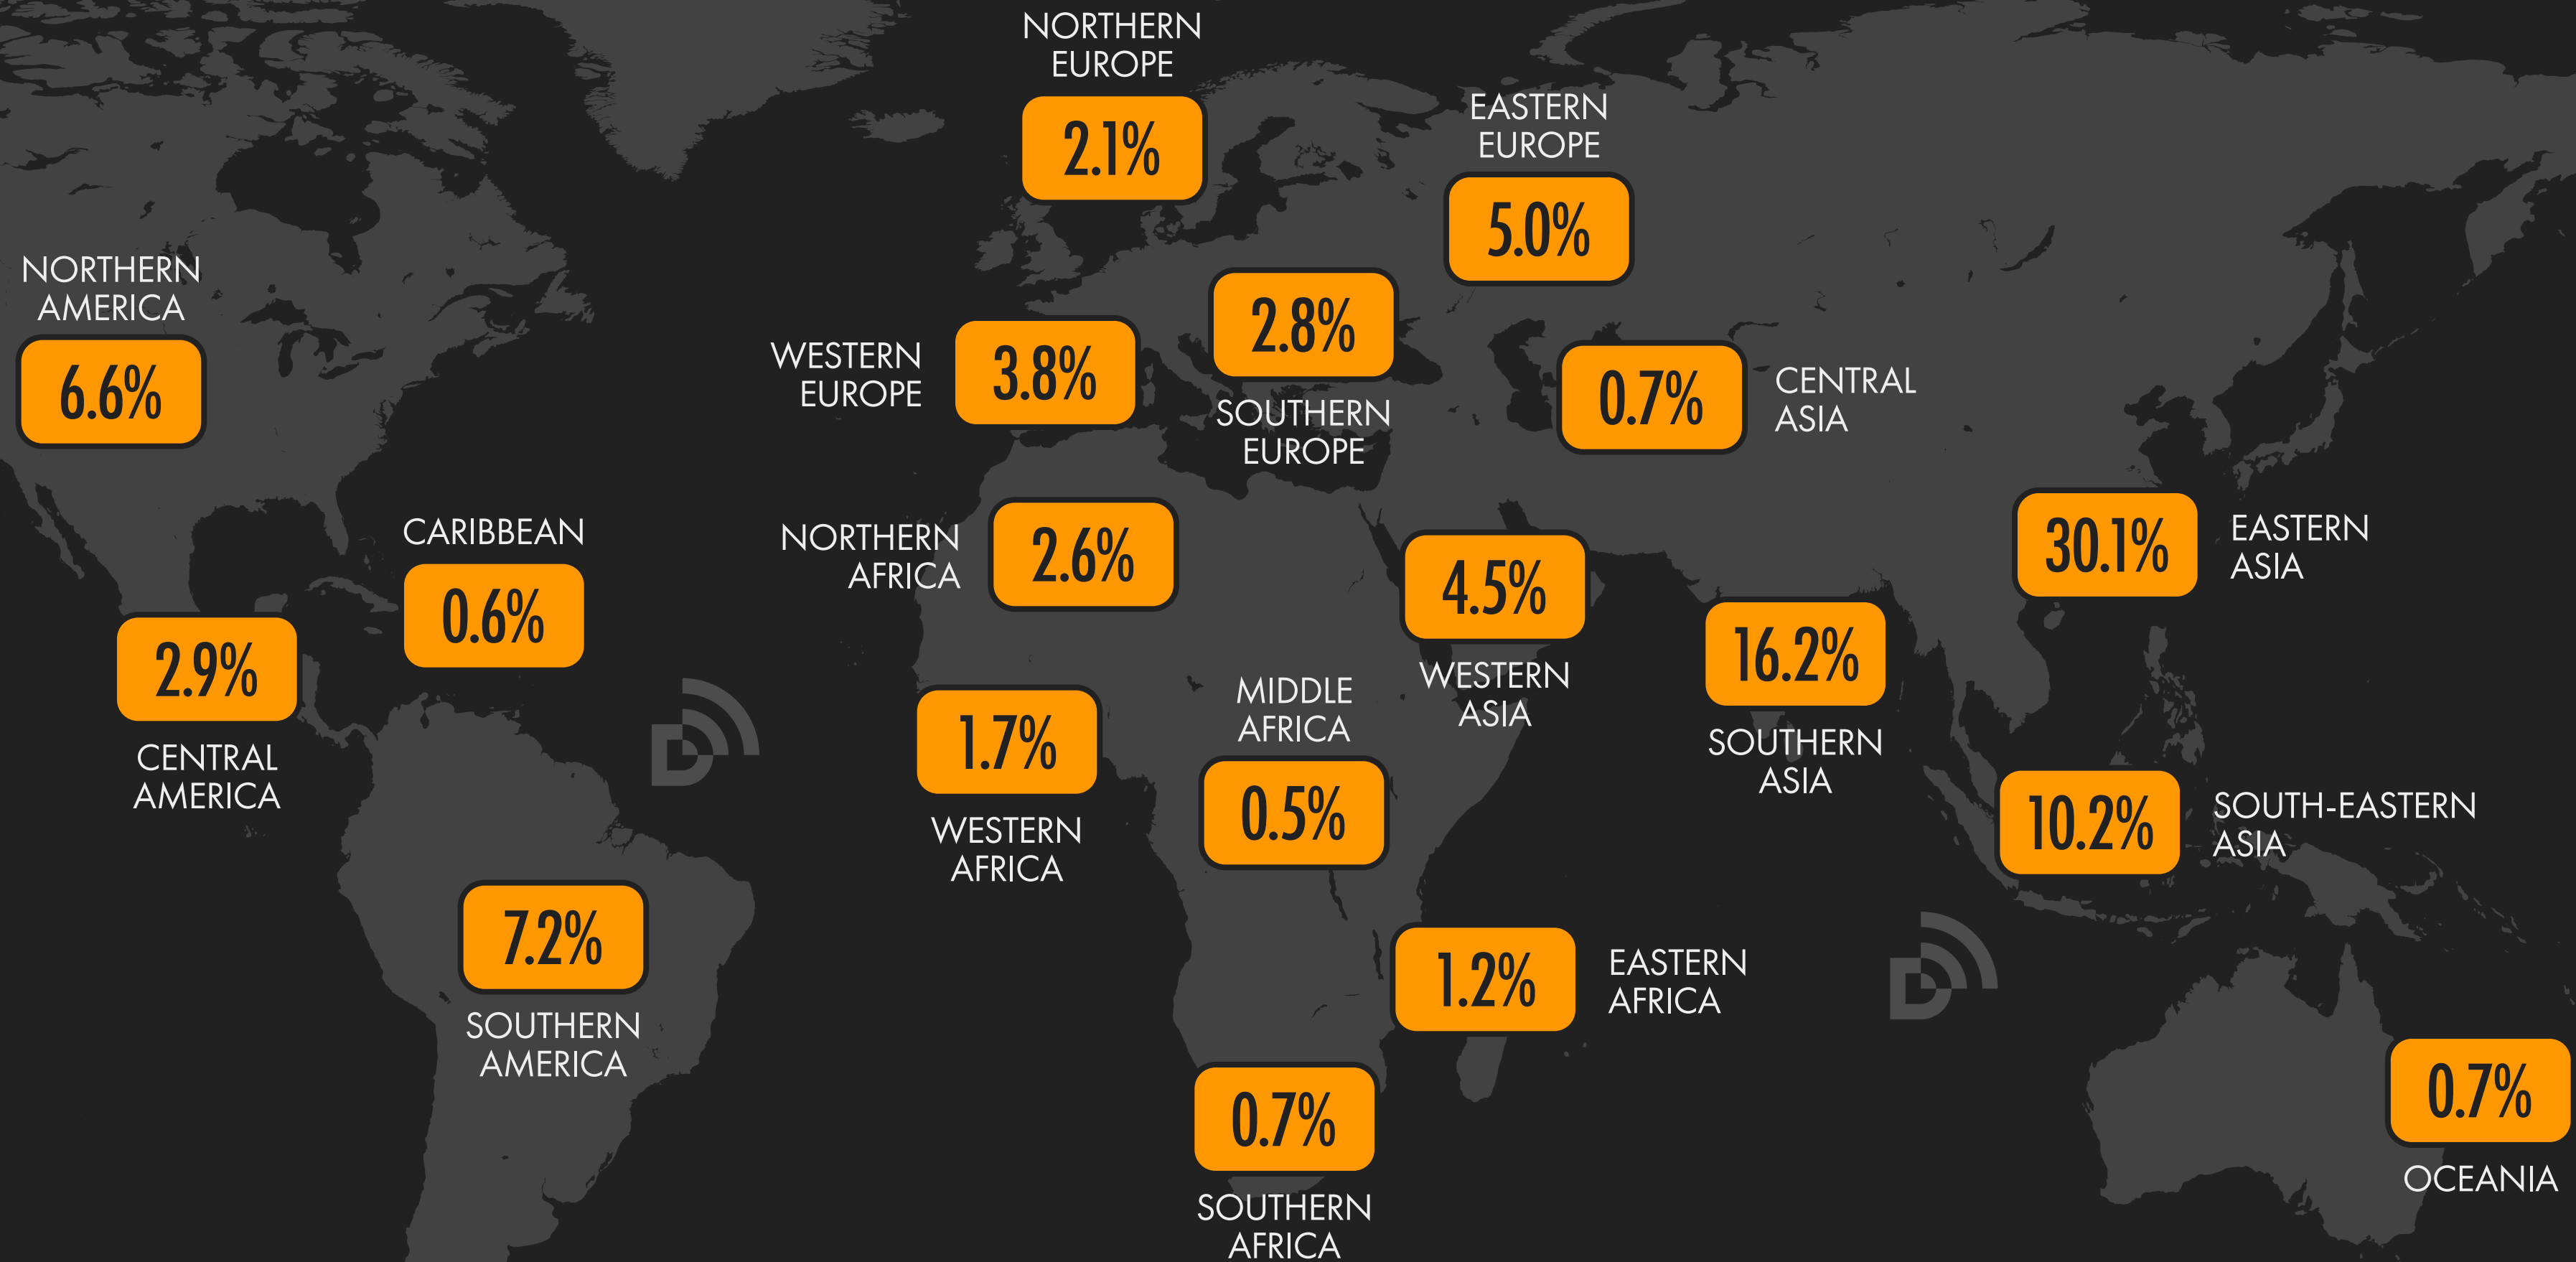 NORTHERN
EUROPE
2.1%
EASTERN
EUROPE
5.0%
NORTHERN
AMERICA
6.6%
WESTERN
EUROPE
3.8%
2.8%
SOUTHERN
EUROPE
0.7%
CENTRAL
ASIA
CARIBBEAN
0.6%
NORTHERN
AFRICA
2.6%
4.5%
WESTERN
ASIA
30.1%
EASTERN
ASIA
2.9%
CENTRAL
AMERICA
1.7%
WESTERN
AFRICA
MIDDLE
AFRICA
0.5%
16.2%
SOUTHERN
ASIA
10.2%
SOUTH-EASTERN
ASIA
7.2%
SOUTHERN
AMERICA
1.2%
EASTERN
AFRICA
0.7%
SOUTHERN
AFRICA
0.7%
OCEANIA